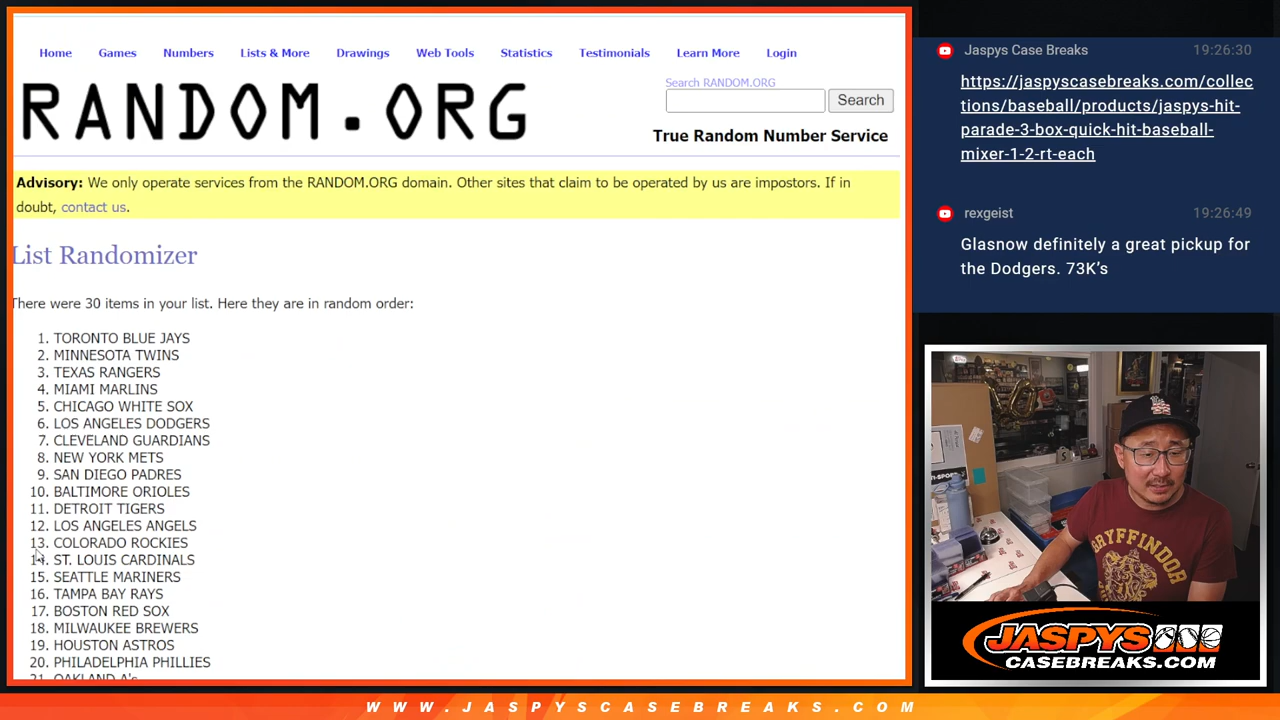 Home Games Numbers Lists & More Drawings Web Tools Statistics Testimonials Learn More Login
RANDOM.ORG
Search RANDOM.ORG
Search
True Random Number Service
Advisory: We only operate services from the RANDOM.ORG domain. Other sites that claim to be operated by us are impostors. If in
doubt, contact us.
List Randomizer
There were 30 items in your list. Here they are in random order:
1. TORONTO BLUE JAYS
2. MINNESOTA TWINS
3. TEXAS RANGERS
4. MIAMI MARLINS
5. CHICAGO WHITE SOX
6. LOS ANGELES DODGERS
7. CLEVELAND GUARDIANS
8. NEW YORK METS
9. SAN DIEGO PADRES
10. BALTIMORE ORIOLES
11. DETROIT TIGERS
12. LOS ANGELES ANGELS
13. COLORADO ROCKIES
14. ST. LOUIS CARDINALS
15. SEATTLE MARINERS
16. TAMPA BAY RAYS
17. BOSTON RED SOX
18. MILWAUKEE BREWERS
19. HOUSTON ASTROS
20. PHILADELPHIA PHILLIES
21. OAKLAND A's
Jaspys Case Breaks 19:26:30
https://jaspyscasebreaks.com/collec
tions/baseball/products/jaspys-hit-
parade-3-box-quick-hit-baseball-
mixer-1-2-rt-each
rexgeist 19:26:49
Glasnow definitely a great pickup for
the Dodgers. 73K's
GRYFFINDOR
JASPYS
CASEBREAKS.COM
WWW.JASPYSCASEBREAKS.COM